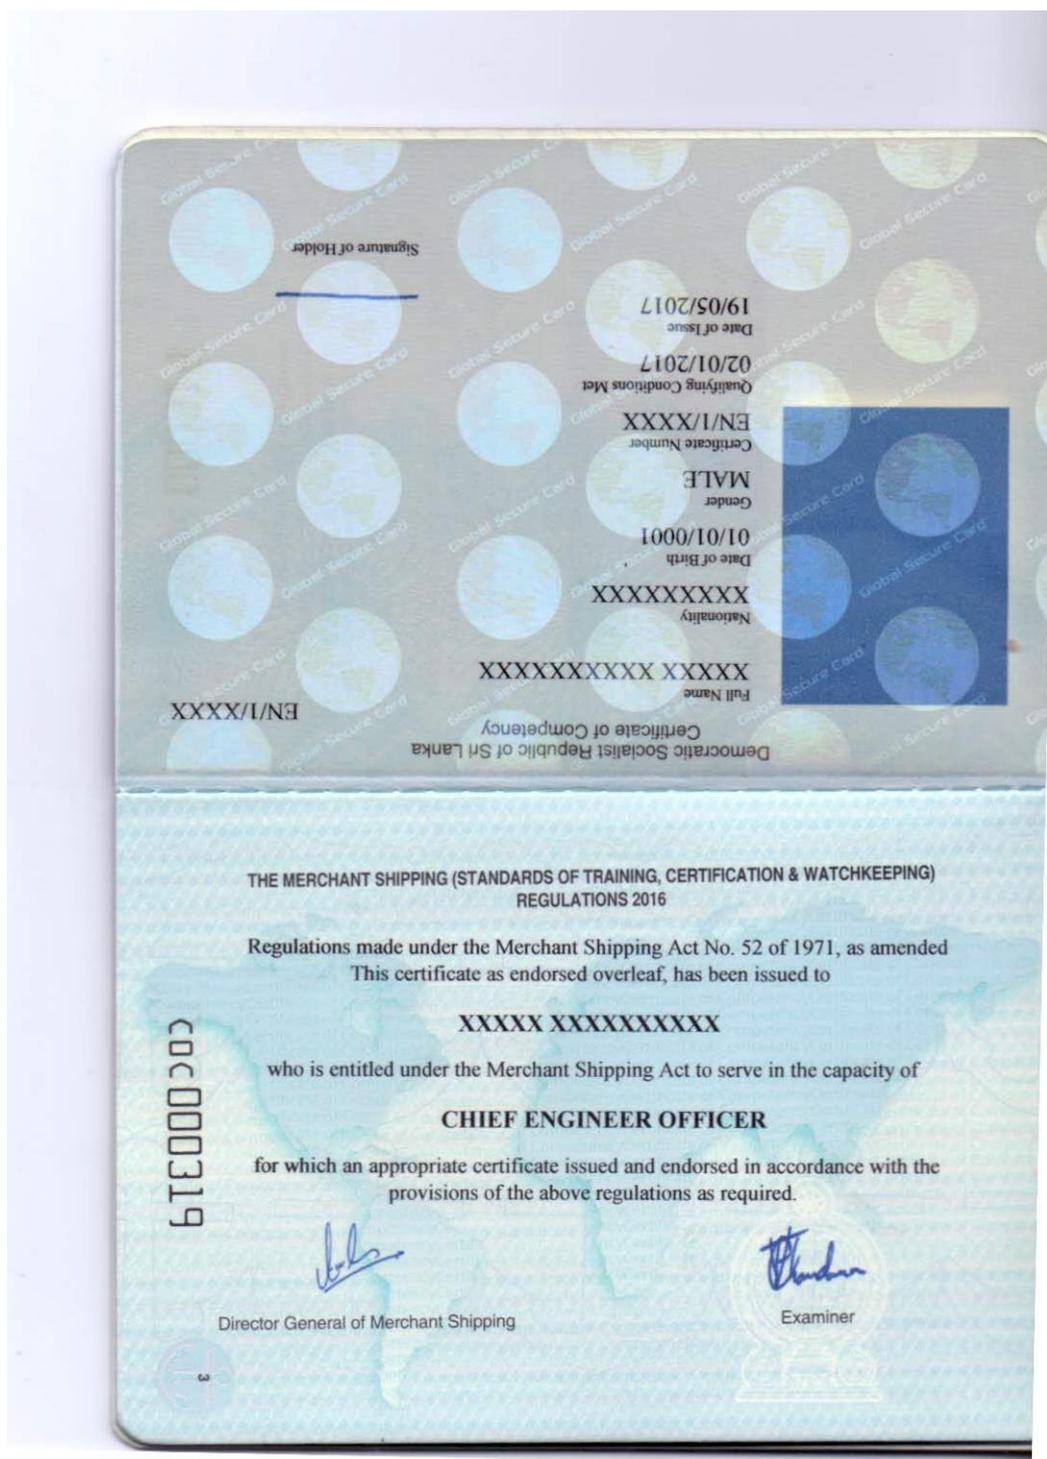 Democratic Socialist Republic of Sri Lanka
Certificate of Competency
EN/1/XXXX
Full Name
XXXXX XXXXXXXXXX
Nationality
XXXXXXXXXX
Date of Birth
01/01/0001
Gender
MALE
Certificate Number
EN/1/XXXX
Qualifying Conditions Met
02/01/2017
Date of Issue
19/05/2017
Signature of Holder
Global Secure Card
THE MERCHANT SHIPPING (STANDARDS OF TRAINING, CERTIFICATION & WATCHKEEPING)
REGULATIONS 2016
Regulations made under the Merchant Shipping Act No. 52 of 1971, as amended
This certificate as endorsed overleaf, has been issued to
XXXXX XXXXXXXXXX
who is entitled under the Merchant Shipping Act to serve in the capacity of
CHIEF ENGINEER OFFICER
for which an appropriate certificate issued and endorsed in accordance with the
provisions of the above regulations as required.
Director General of Merchant Shipping
Examiner
COC000319
3